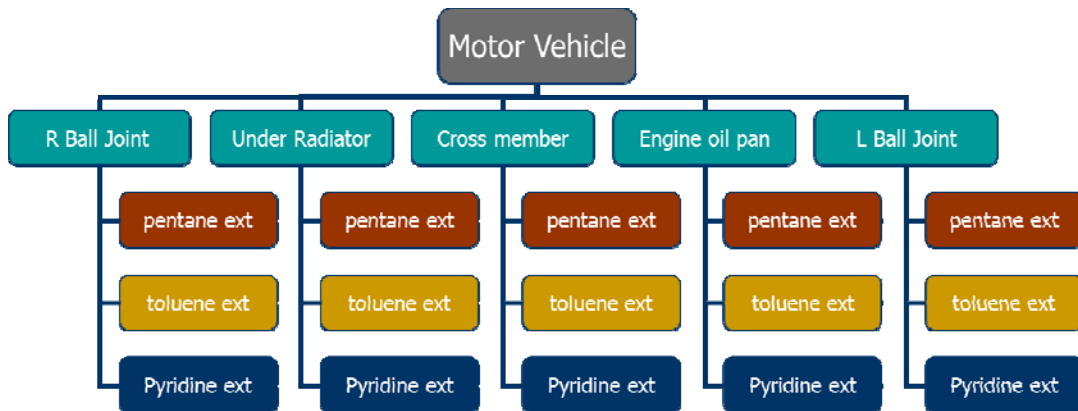 Motor Vehicle
R Ball Joint
Under Radiator
Cross member
Engine oil pan
L Ball Joint
pentane ext
pentane ext
pentane ext
pentane ext
pentane ext
toluene ext
toluene ext
toluene ext
toluene ext
toluene ext
Pyridine ext
Pyridine ext
Pyridine ext
Pyridine ext
Pyridine ext